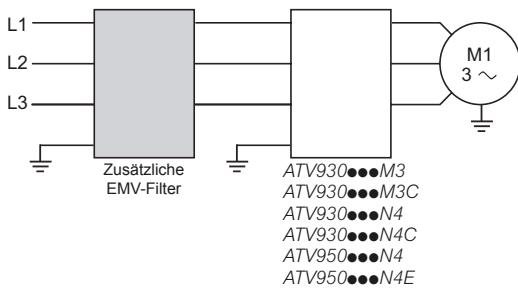 L1
L2
L3
M1
3 ~
Zusätzliche
EMV-Filter
ATV930●●●M3
ATV930●●●M3C
ATV930●●●N4
ATV930●●●N4C
ATV950●●●N4
ATV950●●●N4E